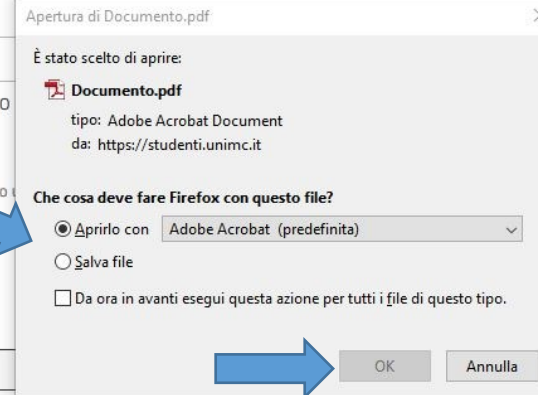 Apertura di Documento.pdf
È stato scelto di aprire:
Documento.pdf
tipo: Adobe Acrobat Document
da: https://studenti.unimc.it
Che cosa deve fare Firefox con questo file?
Aprirlo con Adobe Acrobat (predefinita)
Salva file
Da ora in avanti esegui questa azione per tutti i file di questo tipo.
OK Annulla